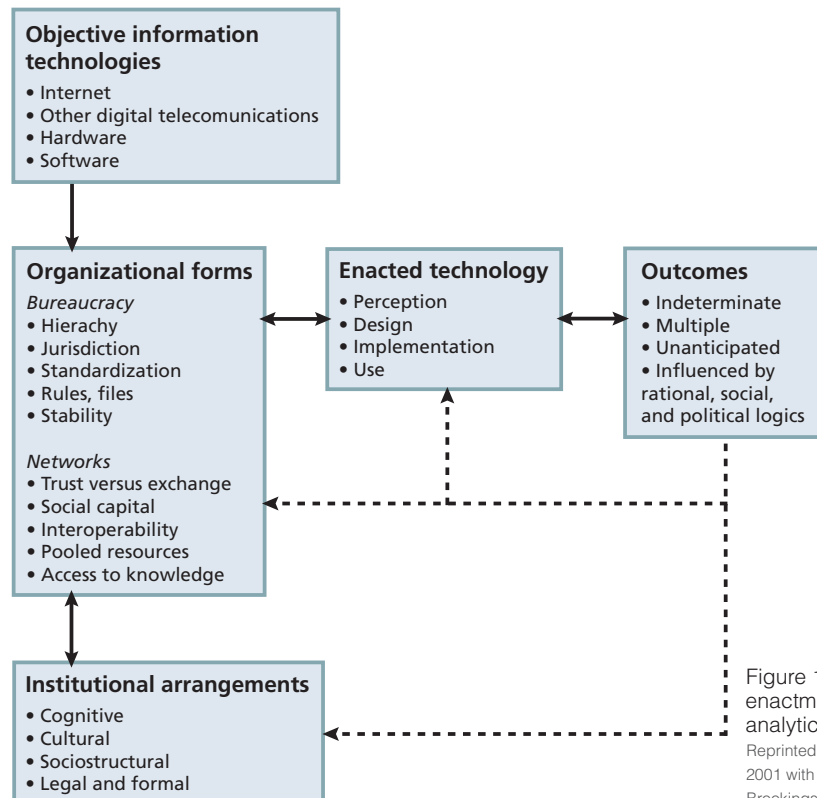 Objective information
technologies
• Internet
• Other digital telecomunications
• Hardware
• Software
Organizational forms
Bureaucracy
• Hierachy
• Jurisdiction
• Standardization
• Rules, files
• Stability
Networks
• Trust versus exchange
• Social capital
• Interoperability
• Pooled resources
• Access to knowledge
Enacted technology
• Perception
• Design
• Implementation
• Use
Outcomes
• Indeterminate
• Multiple
• Unanticipated
• Influenced by
rational, social,
and political logics
Institutional arrangements
• Cognitive
• Cultural
• Sociostructural
• Legal and formal
Figure
enactm
analytic
Reprinted
2001 with